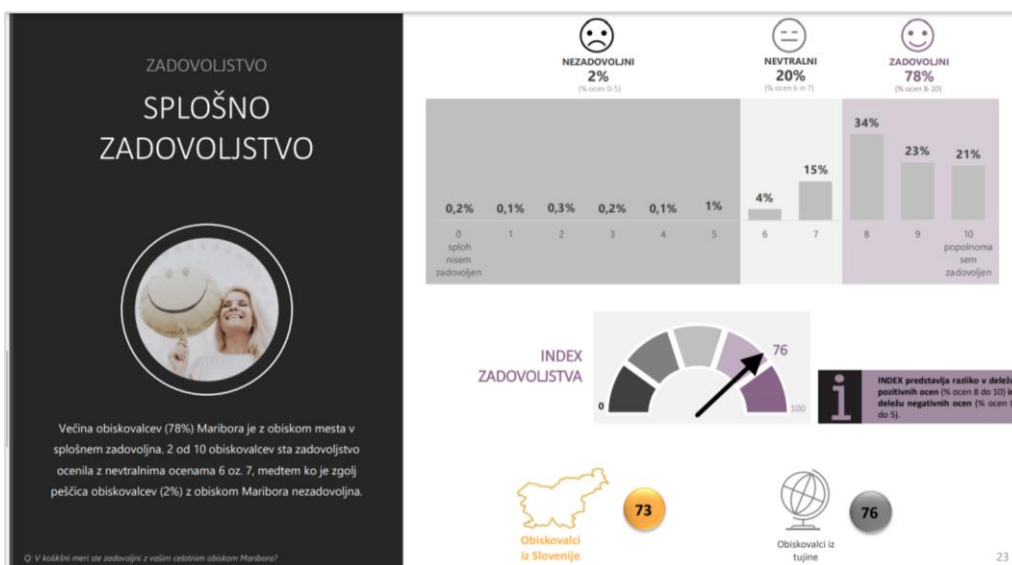 ZADOVOLJSTVO
SPLOŠNO
ZADOVOLJSTVO
Večina obiskovalcev (78%) Maribora je z obiskom mesta v
splošnem zadovoljna. 2 od 10 obiskovalcev sta zadovoljstvo
ocenila z nevtralnima ocenama 6 oz. 7, medtem ko je zgolj
peščica obiskovalcev (2%) z obiskom Maribora nezadovoljna.
Q: V kolikšni meri ste zadovoljni z vašim celotnim obiskom Maribora?
NEZADOVOLJNI
2%
(% ocen 0-5)
NEVTRALNI
20%
(% ocen 6 in 7)
ZADOVOLJNI
78%
(% ocen 8-10)
0,2% 0,1% 0,3% 0,2% 0,1% 1% 4% 15% 34% 23% 21%
0 1 2 3 4 5 6 7 8 9 10
sploh
nisem
zadovoljen
popolnoma
sem
zadovoljen
INDEX
ZADOVOLJSTVA
0
76
100
i
INDEX predstavlja razliko v deležu
pozitivnih ocen (% ocen 8 do 10) in
deležu negativnih ocen (% ocen
do 5).
Obiskovalci
iz Slovenije
73
Obiskovalci iz
tujine
76
23